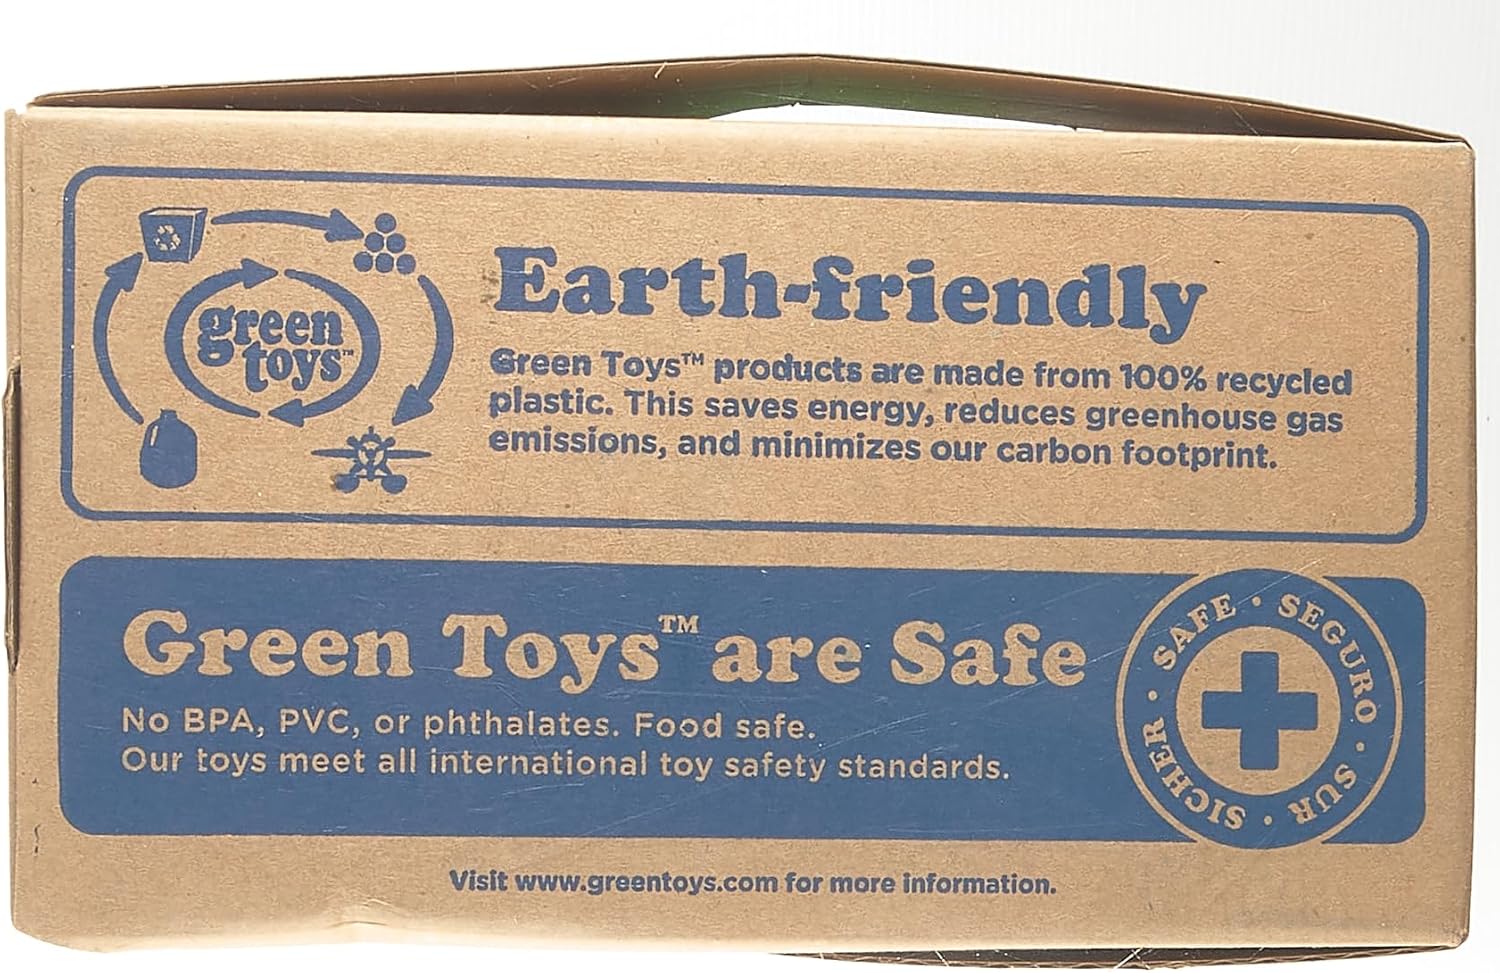 green
toys™
Earth-friendly
Green Toys™ products are made from 100% recycled
plastic. This saves energy, reduces greenhouse gas
emissions, and minimizes our carbon footprint.
Green Toys™ are Safe
No BPA, PVC, or phthalates. Food safe.
Our toys meet all international toy safety standards.
SAFE · SEGURO · SUR · SICHER ·
Visit www.greentoys.com for more information.